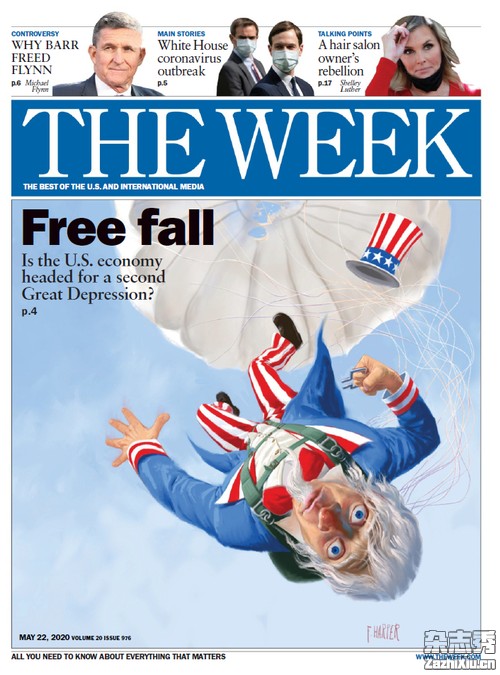 CONTROVERSY
WHY BARR
FREED
FLYNN
p.6 Michael
Flynn
MAIN STORIES
White House
coronavirus
outbreak
p.5
TALKING POINTS
A hair salon
owner's
rebellion
p.17 Shelley
Luther
THE WEEK
THE BEST OF THE U.S. AND INTERNATIONAL MEDIA
Free fall
Is the U.S. economy
headed for a second
Great Depression?
p.4
F HARPER
MAY 22, 2020 VOLUME 20 ISSUE 976
ALL YOU NEED TO KNOW ABOUT EVERYTHING THAT MATTERS
WWW.THEWEEK.COM
杂志秀
ZaZhiXiu.cn